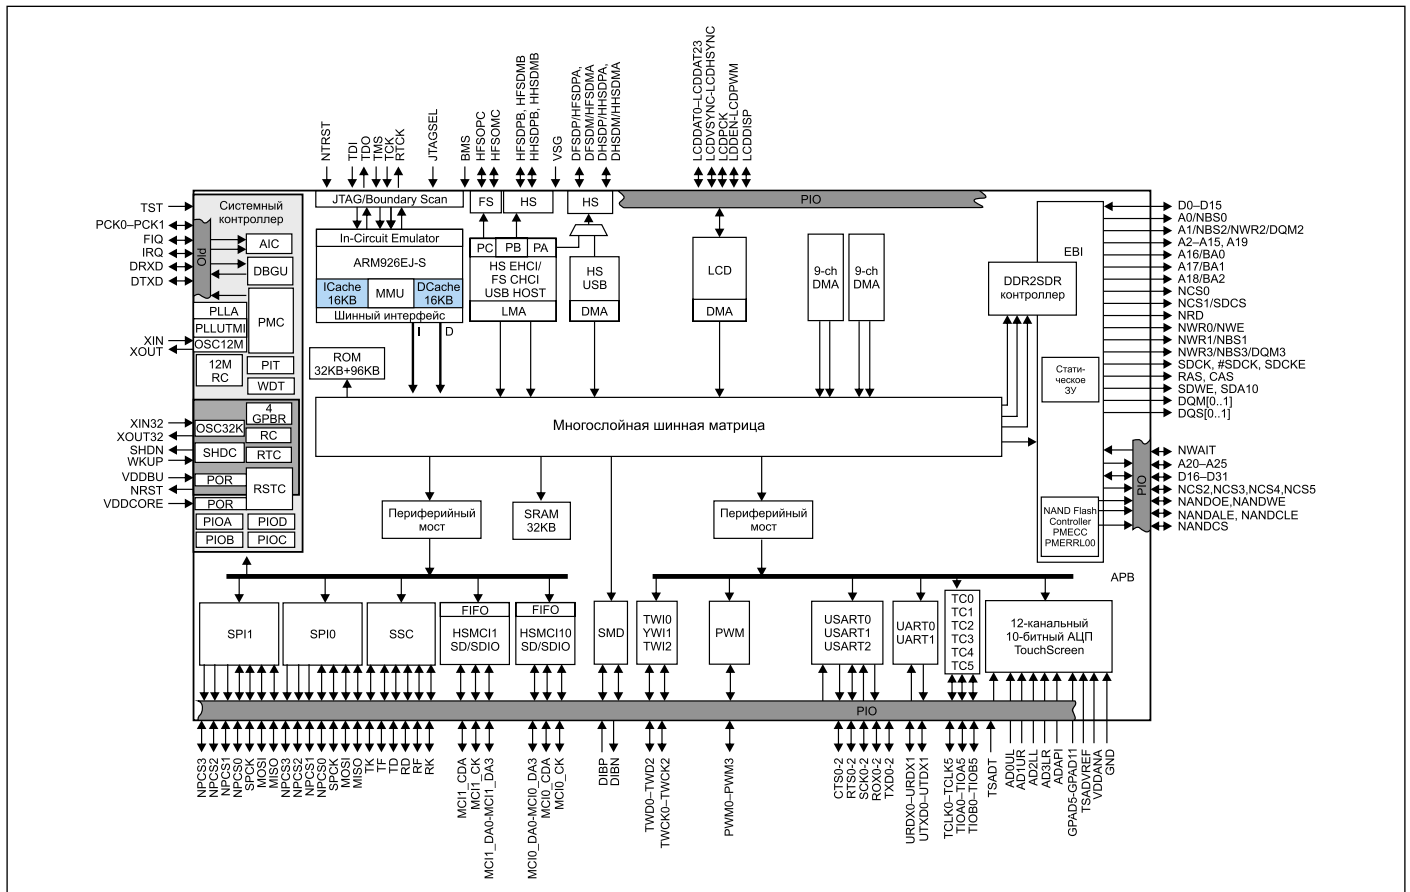 NTRST
TDI
TDO
TMS
TCK
RTCK
JTAGSEL
BMS
HFSOPC
HFSOMC
HFSDPB, HFSDMB
HHSDPB, HHSDMB
VSG
DFSDP/HFSDPA,
DFSDM/HFSDMA
DHSDP/HHSDPA,
DHSDM/HHSDMA
LCDDAT0–LCDDAT23
LCDVSYNC-LCDHSYNC
LCDPCK
LDDEN-LCDPWM
LCDDISP
TST
PCK0–PCK1
FIQ
IRQ
DRXD
DTXD
XIN
XOUT
XIN32
XOUT32
SHDN
WKUP
VDDBU
NRST
VDDCORE
Системный
контроллер
PIO
AIC
DBGU
PLLA
PLLUTMI
OSC12M
PMC
12M
RC
PIT
WDT
4
GPBR
OSC32K
RC
SHDC
RTC
POR
RSTC
POR
PIOA
PIOD
PIOB
PIOC
JTAG/Boundary Scan
In-Circuit Emulator
ARM926EJ-S
ICache
16KB
MMU
DCache
16KB
Шинный интерфейс
I
D
ROM
32KB+96KB
FS
HS
HS
PC
PB
PA
HS EHCI/
FS CHCI
USB HOST
LMA
HS
USB
DMA
PIO
LCD
DMA
9-ch
DMA
9-ch
DMA
EBI
DDR2SDR
контроллер
Стати-
ческое
ЗУ
NAND Flash
Controller
PMECC
PMERRL00
PIO
D0–D15
A0/NBS0
A1/NBS2/NWR2/DQM2
A2–A15, A19
A16/BA0
A17/BA1
A18/BA2
NCS0
NCS1/SDCS
NRD
NWR0/NWE
NWR1/NBS1
NWR3/NBS3/DQM3
SDCK, #SDCK, SDCKE
RAS, CAS
SDWE, SDA10
DQM[0..1]
DQS[0..1]
NWAIT
A20–A25
D16–D31
NCS2,NCS3,NCS4,NCS5
NANDOE,NANDWE
NANDALE, NANDCLE
NANDCS
Многослойная шинная матрица
Периферийный
мост
SRAM
32KB
Периферийный
мост
APB
SPI1
SPI0
SSC
FIFO
HSMCI1
SD/SDIO
FIFO
HSMCI10
SD/SDIO
SMD
TWI0
YWI1
TWI2
PWM
USART0
USART1
USART2
UART0
UART1
TC0
TC1
TC2
TC3
TC4
TC5
12-канальный
10-битный АЦП
TouchScreen
PIO
NPCS3
NPCS2
NPCS1
NPCS0
SPCK
MOSI
MISO
NPCS3
NPCS2
NPCS1
NPCS0
SPCK
MOSI
MISO
TK
TF
TD
RD
RF
RK
MCI1_CDA
MCI1_CK
MCI1_DA0-MCI1_DA3
MCI0_DA0-MCI0_DA3
MCI0_CDA
MCI0_CK
DIBP
DIBN
TWD0–TWD2
TWCK0–TWCK2
PWM0–PWM3
CTS0-2
RTS0-2
SCK0-2
ROX0-2
TXD0-2
URDX0–URDX1
UTXD0–UTDX1
TCLK0–TCLK5
TIOA0–TIOA5
TIOB0–TIOB5
TSADT
AD0UL
AD1UR
AD2LL
AD3LR
ADAPI
GPAD5-GPAD11
TSADVREF
VDDANA
GND